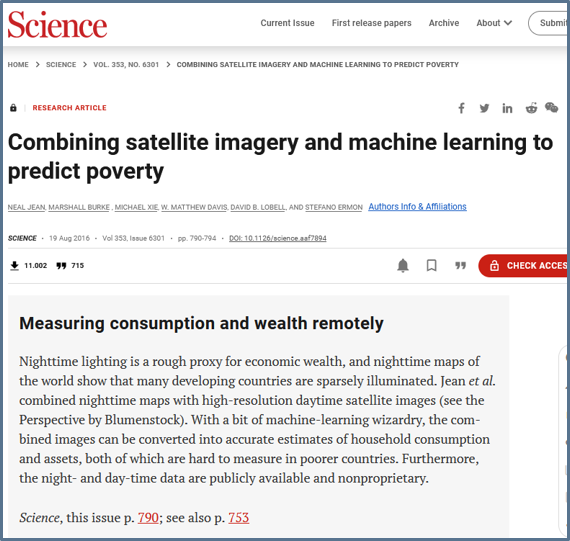 Science
Current Issue First release papers Archive About Submi
HOME > SCIENCE > VOL. 353, NO. 6301 > COMBINING SATELLITE IMAGERY AND MACHINE LEARNING TO PREDICT POVERTY
RESEARCH ARTICLE
Combining satellite imagery and machine learning to
predict poverty
NEAL JEAN, MARSHALL BURKE, MICHAEL XIE, W. MATTHEW DAVIS, DAVID B. LOBELL, AND STEFANO ERMON Authors Info & Affiliations
SCIENCE • 19 Aug 2016 • Vol 353, Issue 6301 • pp. 790-794 • DOI: 10.1126/science.aaf7894
11.002 715
CHECK ACCES
Measuring consumption and wealth remotely
Nighttime lighting is a rough proxy for economic wealth, and nighttime maps of
the world show that many developing countries are sparsely illuminated. Jean et al.
combined nighttime maps with high-resolution daytime satellite images (see the
Perspective by Blumenstock). With a bit of machine-learning wizardry, the com-
bined images can be converted into accurate estimates of household consumption
and assets, both of which are hard to measure in poorer countries. Furthermore,
the night- and day-time data are publicly available and nonproprietary.
Science, this issue p. 790; see also p. 753